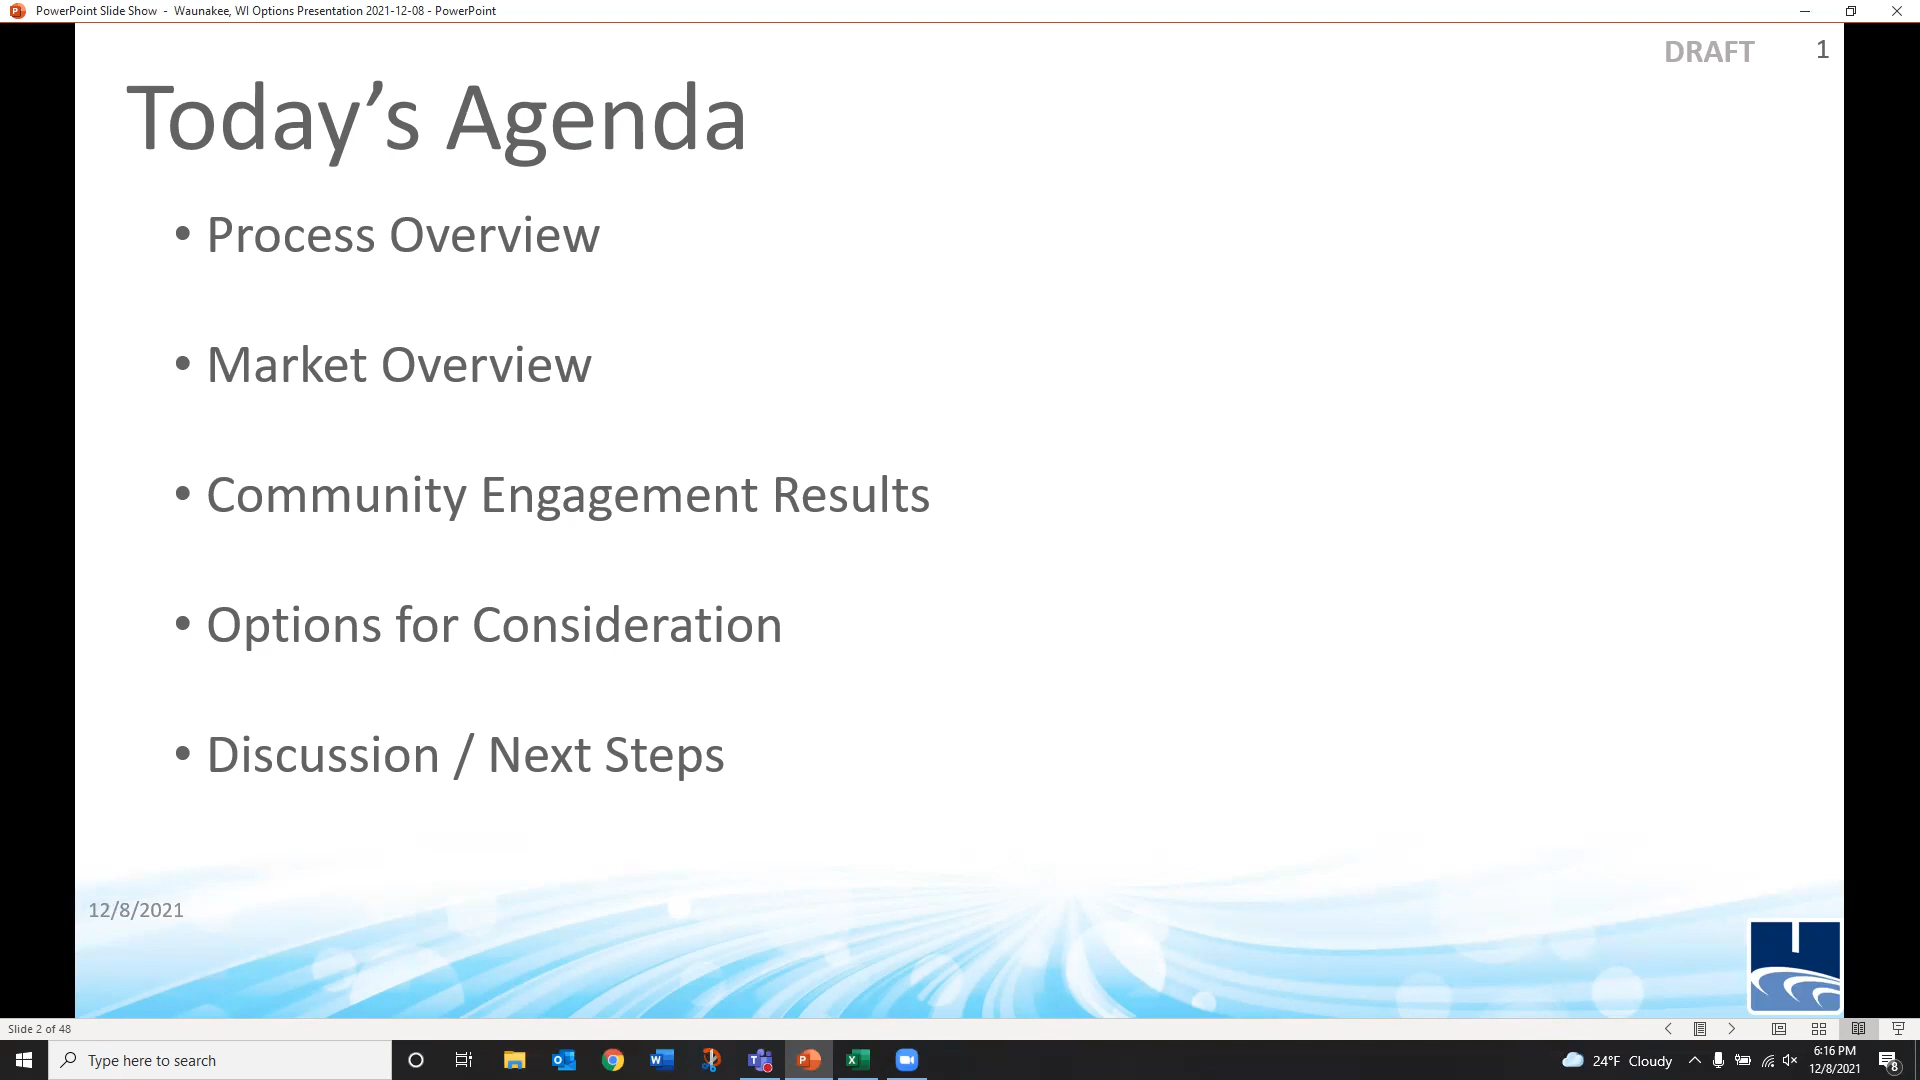 PowerPoint Slide Show - Waunakee, WI Options Presentation 2021-12-08 - PowerPoint
DRAFT 1
Today’s Agenda
• Process Overview
• Market Overview
• Community Engagement Results
• Options for Consideration
• Discussion / Next Steps
12/8/2021
Slide 2 of 48
Type here to search
24°F Cloudy
6:16 PM
12/8/2021
8